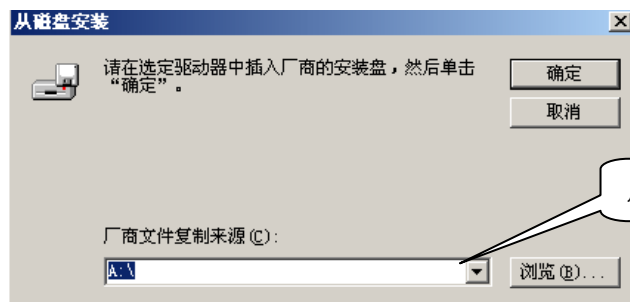 从磁盘安装
请在选定驱动器中插入厂商的安装盘，然后单击
“确定”。
确定
取消
厂商文件复制来源(C):
A:\
浏览(B)...